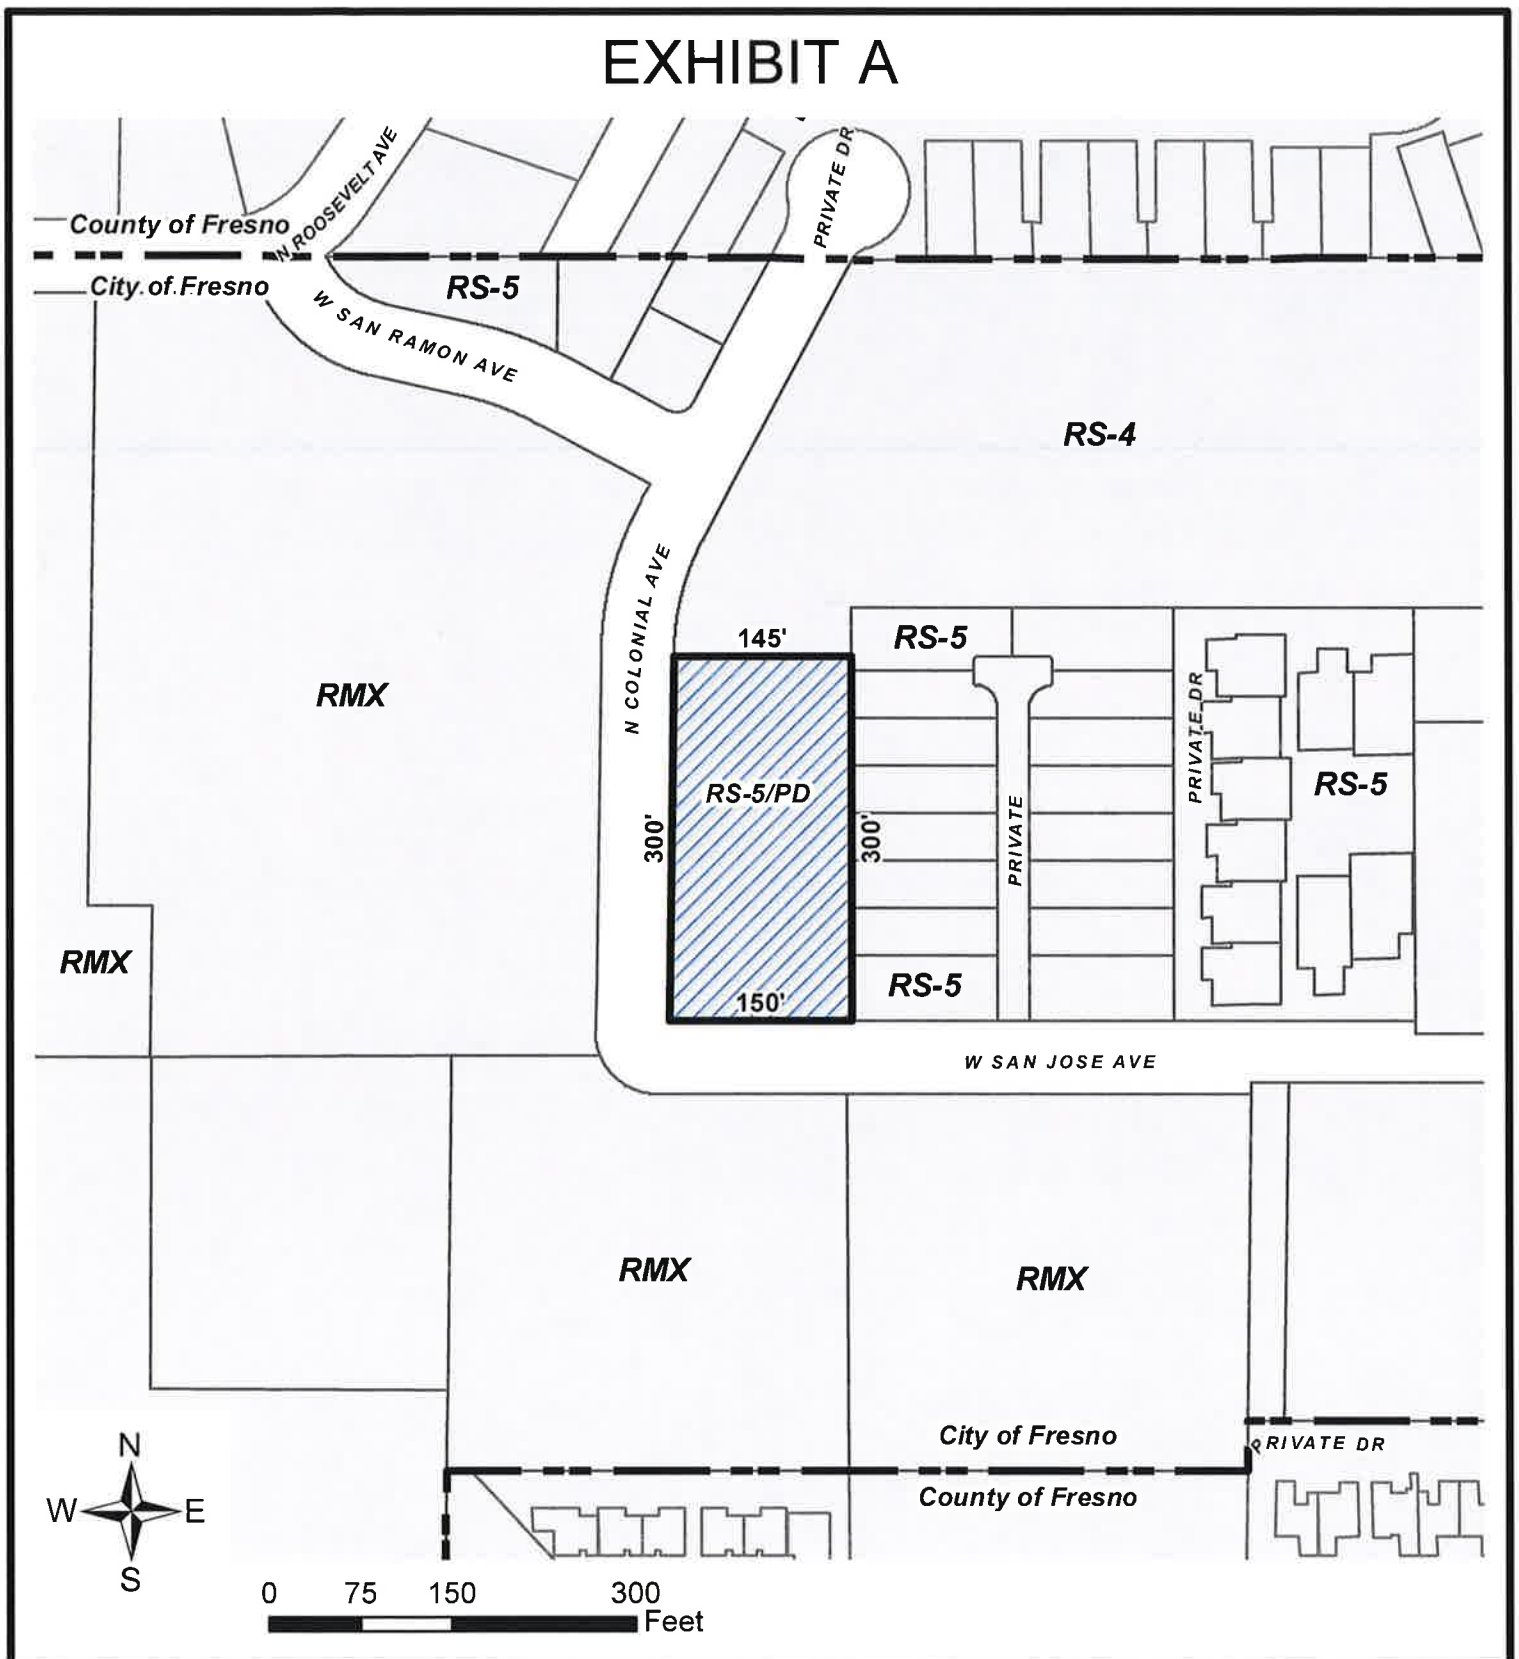 EXHIBIT A
N ROOSEVELT AVE
PRIVATE DR
County of Fresno
City of Fresno
RS-5
W SAN RAMON AVE
RS-4
N COLONIAL AVE
145'
RS-5
RMX
PRIVATE DR
RS-5/PD
RS-5
300'
300'
PRIVATE
RMX
RS-5
150'
W SAN JOSE AVE
RMX
RMX
City of Fresno
PRIVATE DR
County of Fresno
N
W
E
S
0 75 150 300
Feet